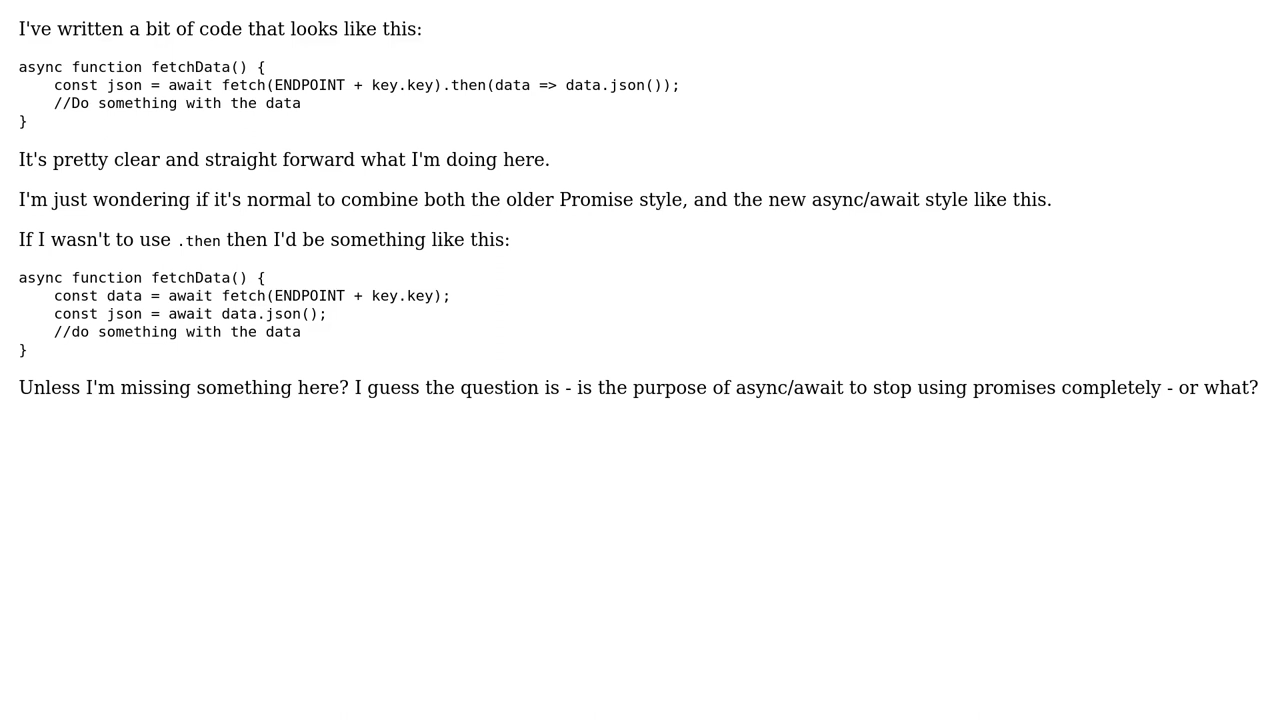 I've written a bit of code that looks like this:
async function fetchData() {
    const json = await fetch(ENDPOINT + key.key).then(data => data.json());
    //Do something with the data
}
It's pretty clear and straight forward what I'm doing here.
I'm just wondering if it's normal to combine both the older Promise style, and the new async/await style like this.
If I wasn't to use .then then I'd be something like this:
async function fetchData() {
    const data = await fetch(ENDPOINT + key.key);
    const json = await data.json();
    //do something with the data
}
Unless I'm missing something here? I guess the question is - is the purpose of async/await to stop using promises completely - or what?